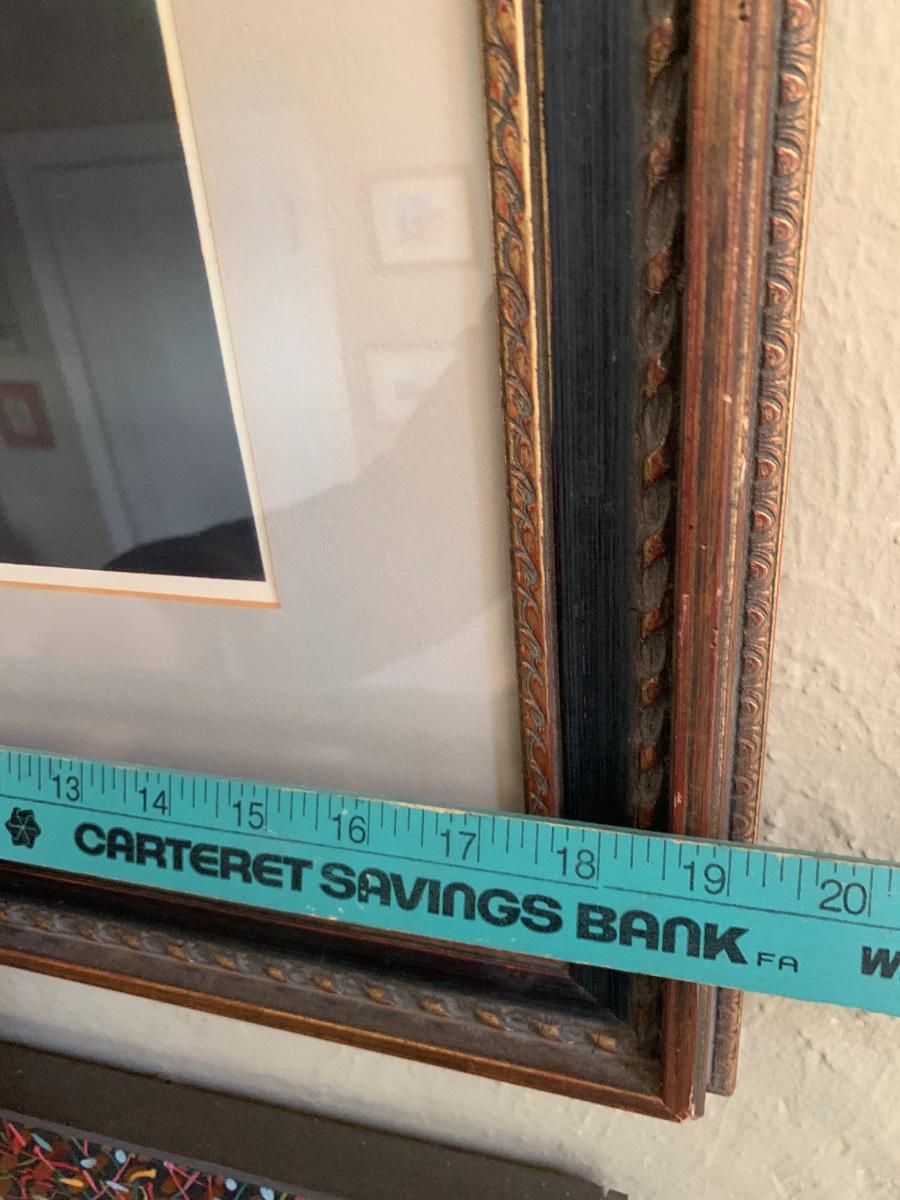 13 14 15 16 17 18 19 20
CARTERET SAVINGS BANK FA W